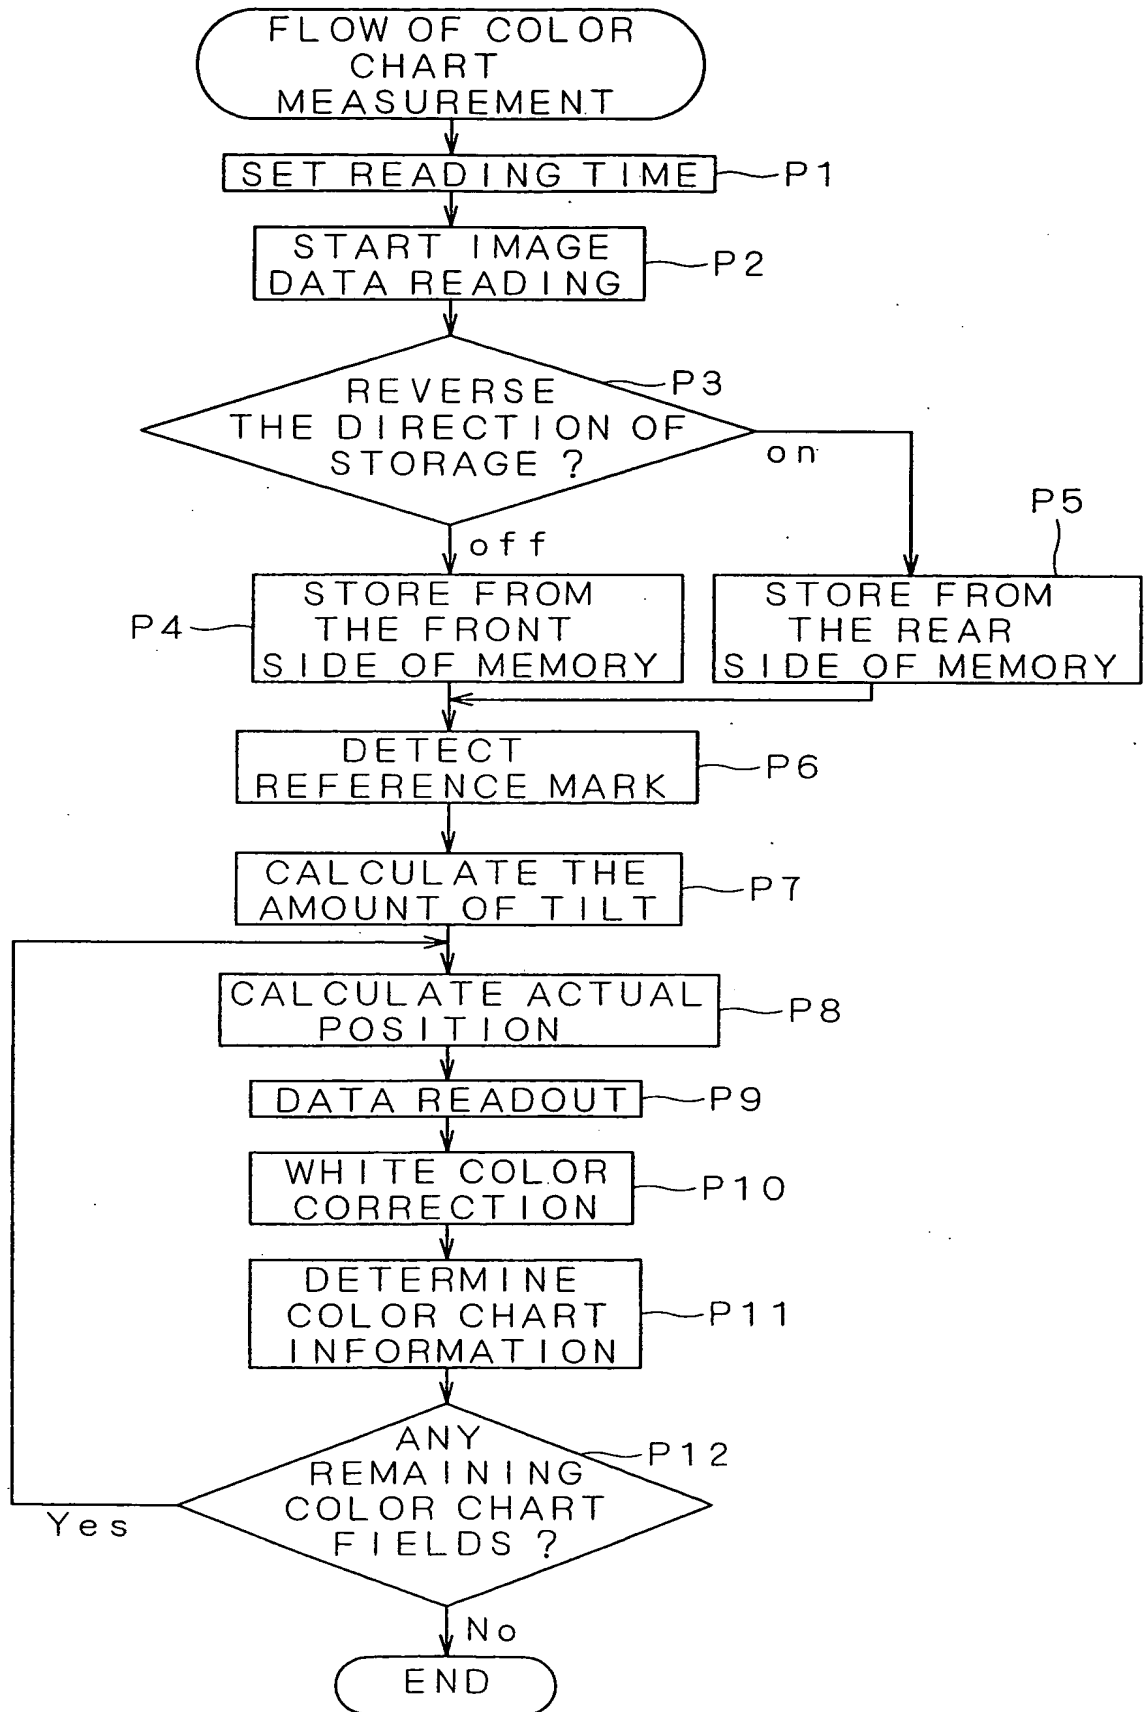 FLOW OF COLOR
CHART
MEASUREMENT
SET READING TIME
P1
START IMAGE
DATA READING
P2
REVERSE
THE DIRECTION OF
STORAGE ?
P3
on
off
P5
STORE FROM
THE FRONT
SIDE OF MEMORY
P4
STORE FROM
THE REAR
SIDE OF MEMORY
DETECT
REFERENCE MARK
P6
CALCULATE THE
AMOUNT OF TILT
P7
CALCULATE ACTUAL
POSITION
P8
DATA READOUT
P9
WHITE COLOR
CORRECTION
P10
DETERMINE
COLOR CHART
INFORMATION
P11
ANY
REMAINING
COLOR CHART
FIELDS ?
P12
Yes
No
END